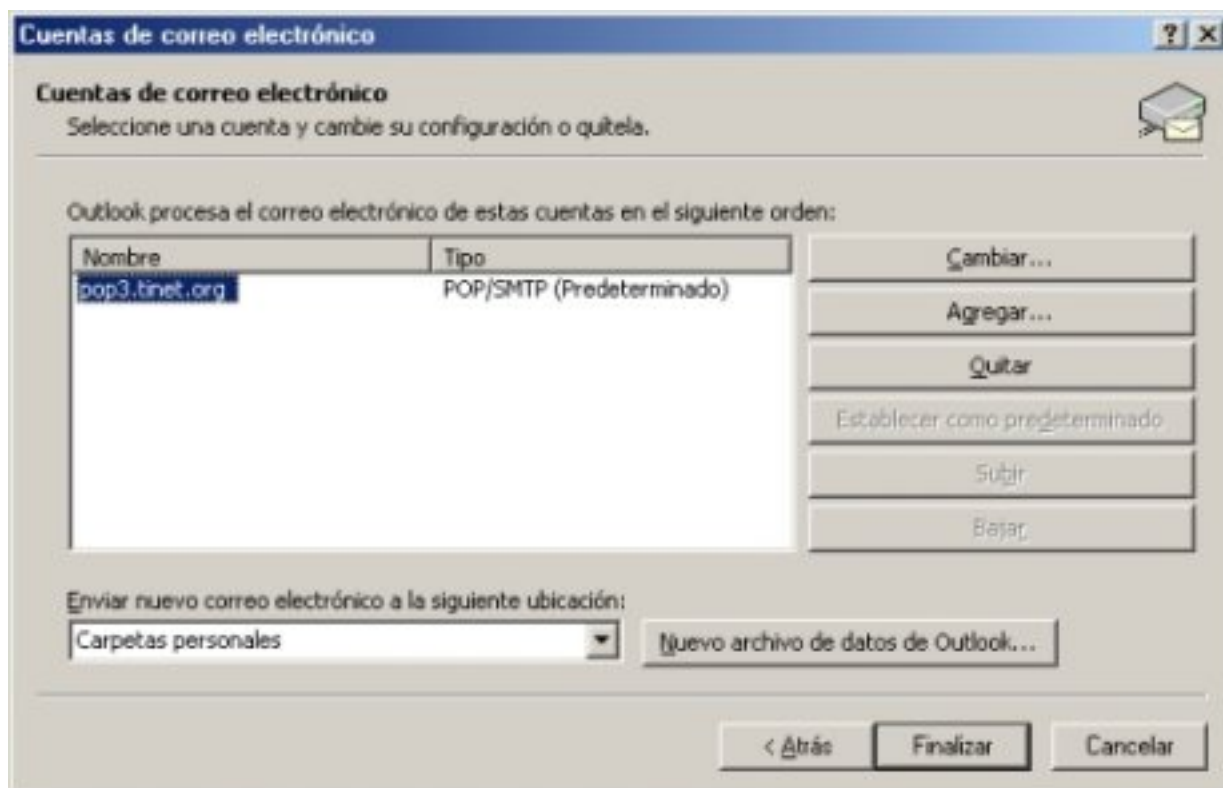 Cuentas de correo electrónico
Cuentas de correo electrónico
Seleccione una cuenta y cambie su configuración o quítela.
Outlook procesa el correo electrónico de estas cuentas en el siguiente orden:
Nombre Tipo
pop3.tinet.org POP/SMTP (Predeterminado)
Cambiar...
Agregar...
Quitar
Establecer como predeterminado
Subir
Bajar
Enviar nuevo correo electrónico a la siguiente ubicación:
Carpetas personales
Nuevo archivo de datos de Outlook...
< Atrás Finalizar Cancelar